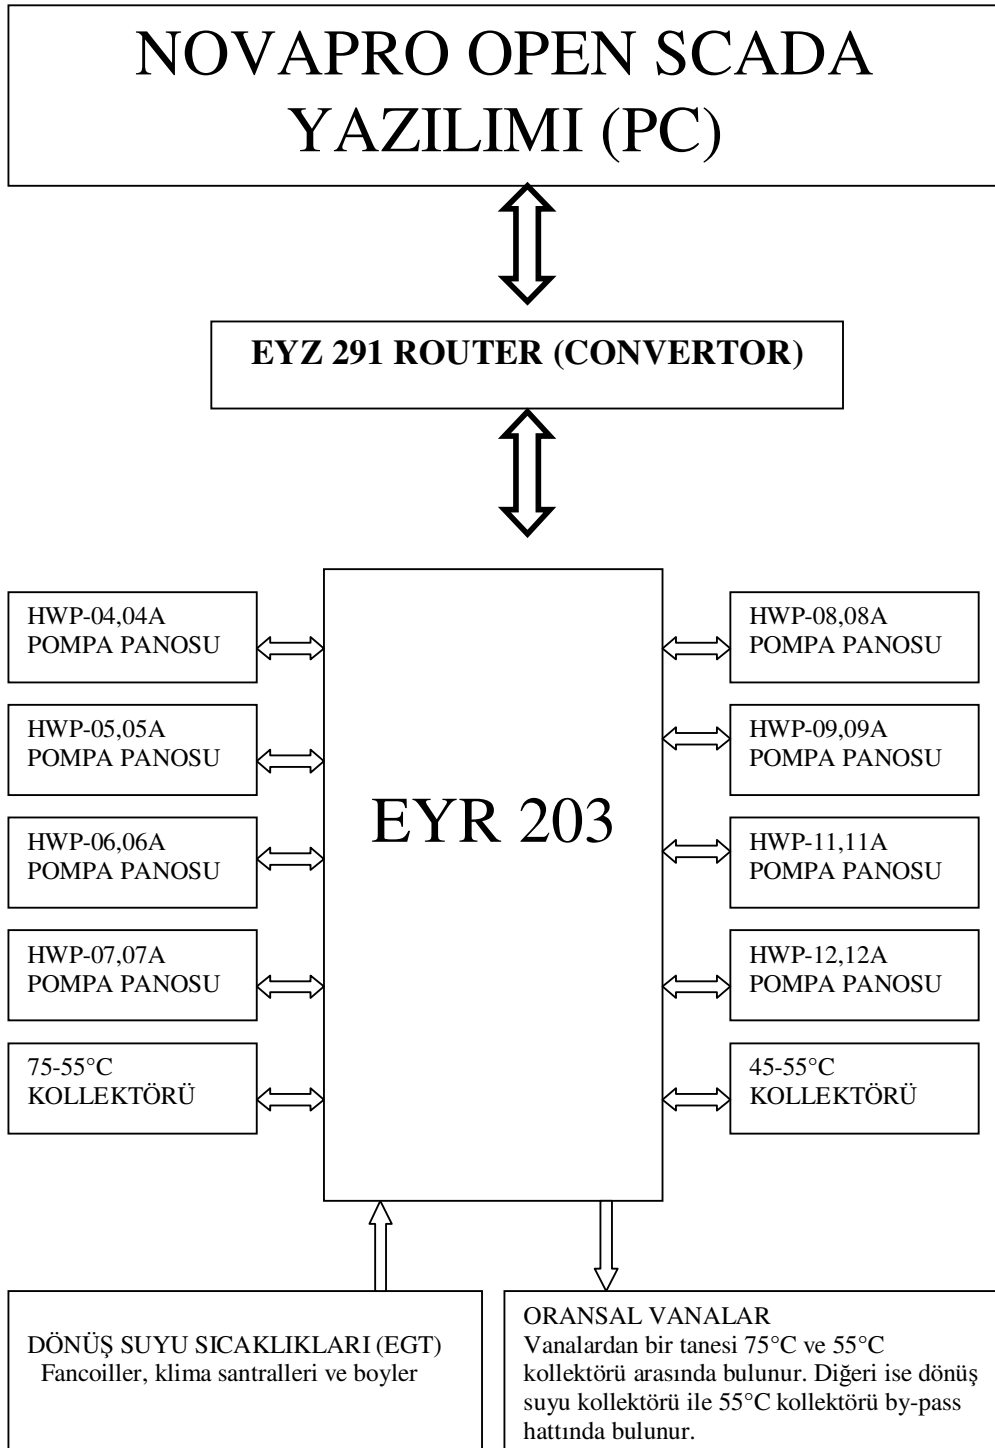 NOVAPRO OPEN SCADA
YAZILIMI (PC)
EYZ 291 ROUTER (CONVERTOR)
HWP-04,04A
POMPA PANOSU
HWP-05,05A
POMPA PANOSU
HWP-06,06A
POMPA PANOSU
HWP-07,07A
POMPA PANOSU
75-55°C
KOLLEKTÖRÜ
EYR 203
HWP-08,08A
POMPA PANOSU
HWP-09,09A
POMPA PANOSU
HWP-11,11A
POMPA PANOSU
HWP-12,12A
POMPA PANOSU
45-55°C
KOLLEKTÖRÜ
DÖNÜŞ SUYU SICAKLIKLARI (EGT)
Fancoiller, klima santralleri ve boyler
ORANSAL VANALAR
Vanalardan bir tanesi 75°C ve 55°C
kollektörü arasında bulunur. Diğeri ise dönüş
suyu kollektörü ile 55°C kollektörü by-pass
hattında bulunur.